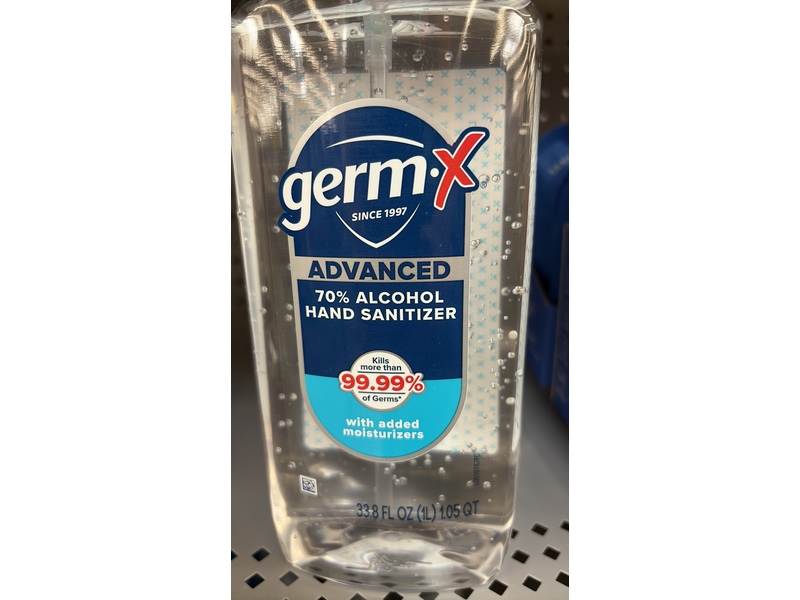 germ·x
SINCE 1997
ADVANCED
70% ALCOHOL
HAND SANITIZER
Kills
more than
99.99%
of Germs*
with added
moisturizers
33.8 FL OZ (1L) 1.05 QT